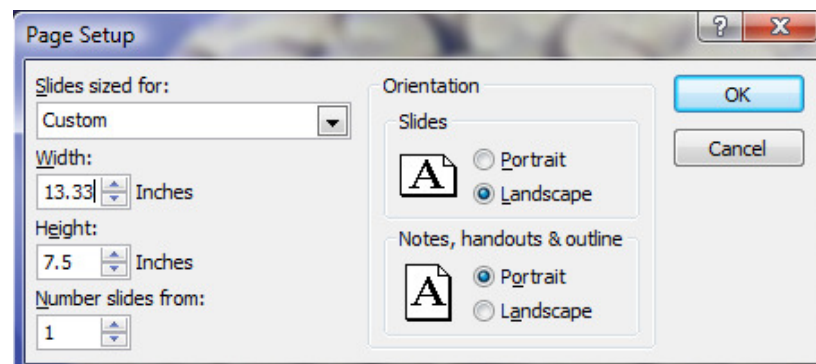 Page Setup
?
X
Slides sized for:
Custom
Width:
13.33 Inches
Height:
7.5 Inches
Number slides from:
1
Orientation
Slides
A
Portrait
Landscape
Notes, handouts & outline
A
Portrait
Landscape
OK
Cancel